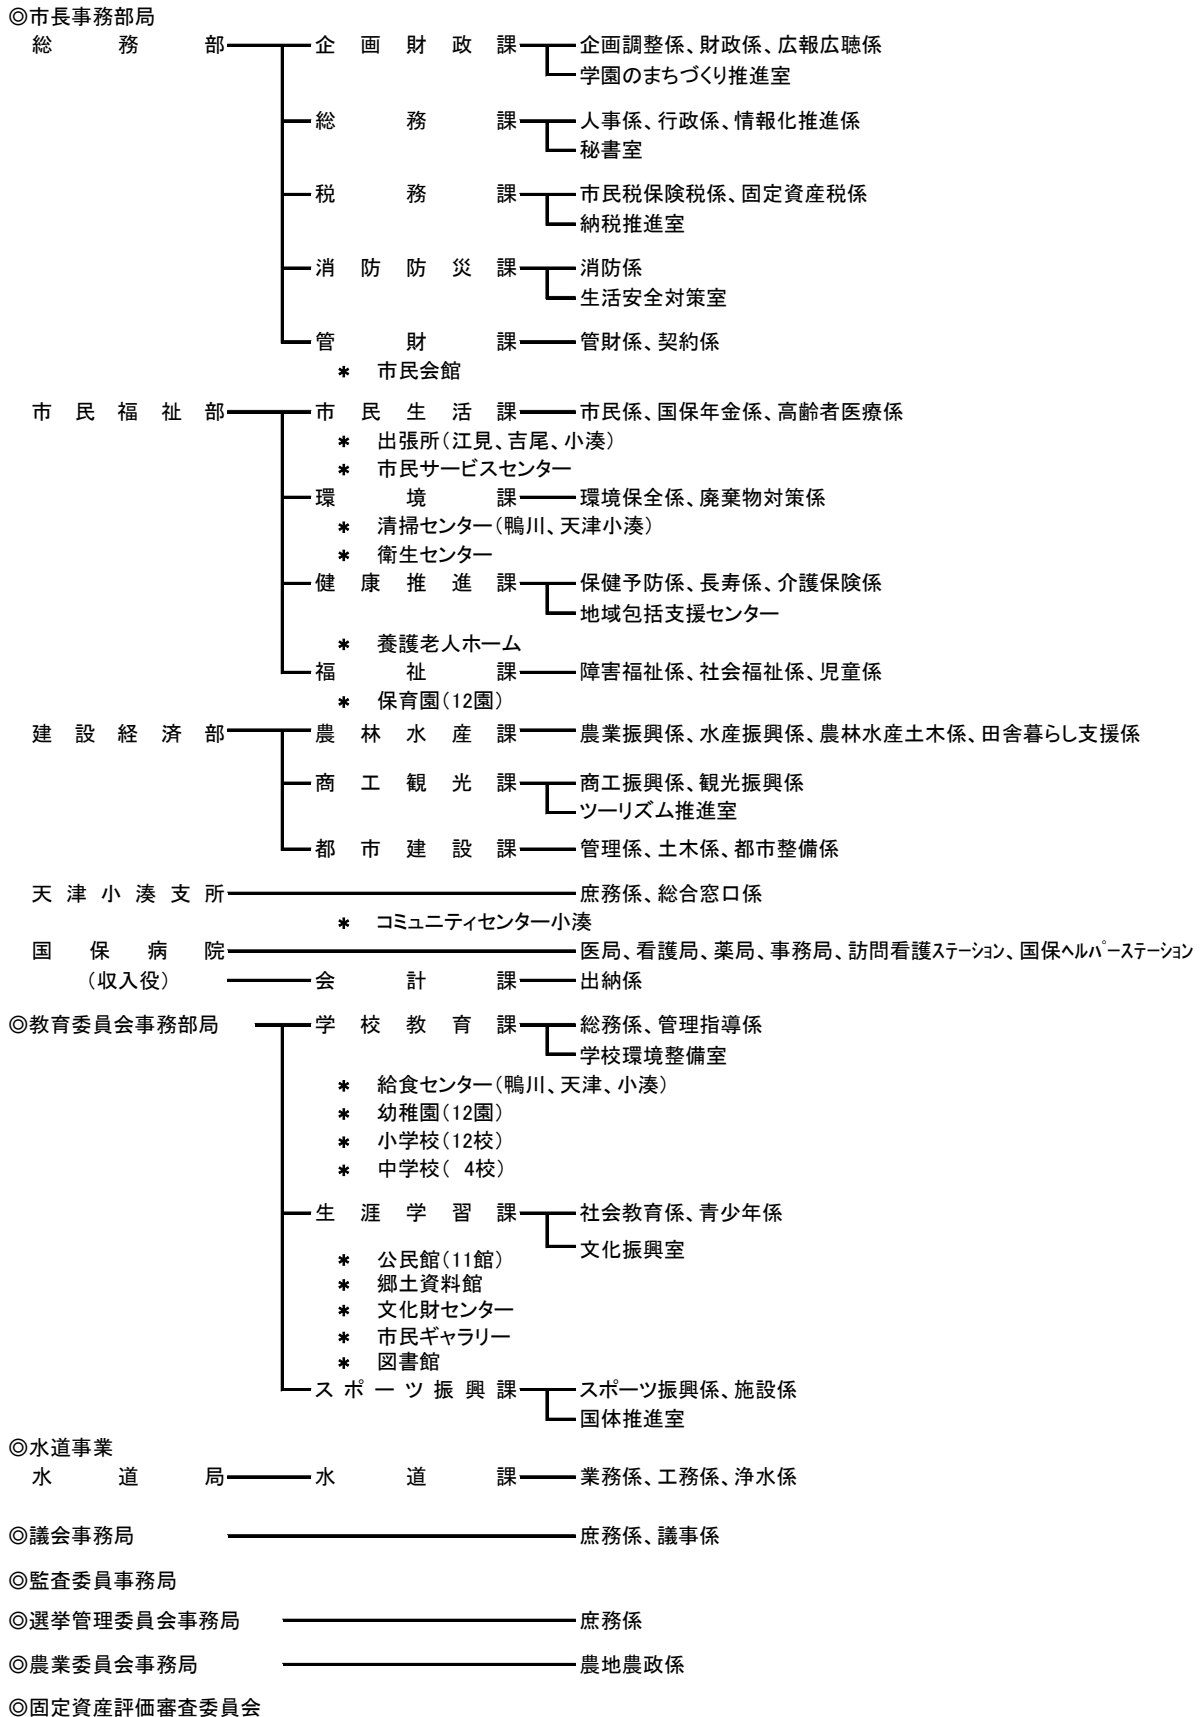 ◎市長事務部局
総務部 企画財政課 企画調整係、財政係、広報広聴係
学園のまちづくり推進室
総務課 人事係、行政係、情報化推進係
秘書室
税務課 市民税保険税係、固定資産税係
納税推進室
消防防災課 消防係
生活安全対策室
管財課 管財係、契約係
* 市民会館
市民福祉部 市民生活課 市民係、国保年金係、高齢者医療係
* 出張所(江見、吉尾、小湊)
* 市民サービスセンター
環境課 環境保全係、廃棄物対策係
* 清掃センター(鴨川、天津小湊)
* 衛生センター
健康推進課 保健予防係、長寿係、介護保険係
地域包括支援センター
* 養護老人ホーム
福祉課 障害福祉係、社会福祉係、児童係
* 保育園(12園)
建設経済部 農林水産課 農業振興係、水産振興係、農林水産土木係、田舎暮らし支援係
商工観光課 商工振興係、観光振興係
ツーリズム推進室
都市建設課 管理係、土木係、都市整備係
天津小湊支所 庶務係、総合窓口係
* コミュニティセンター小湊
国保病院 医局、看護局、薬局、事務局、訪問看護ステーション、国保ヘルパーステーション
(収入役) 会計課 出納係
◎教育委員会事務部局 学校教育課 総務係、管理指導係
学校環境整備室
* 給食センター(鴨川、天津、小湊)
* 幼稚園(12園)
* 小学校(12校)
* 中学校( 4校)
生涯学習課 社会教育係、青少年係
文化振興室
* 公民館(11館)
* 郷土資料館
* 文化財センター
* 市民ギャラリー
* 図書館
スポーツ振興課 スポーツ振興係、施設係
国体推進室
◎水道事業
水道局 水道課 業務係、工務係、浄水係
◎議会事務局 庶務係、議事係
◎監査委員事務局
◎選挙管理委員会事務局 庶務係
◎農業委員会事務局 農地農政係
◎固定資産評価審査委員会